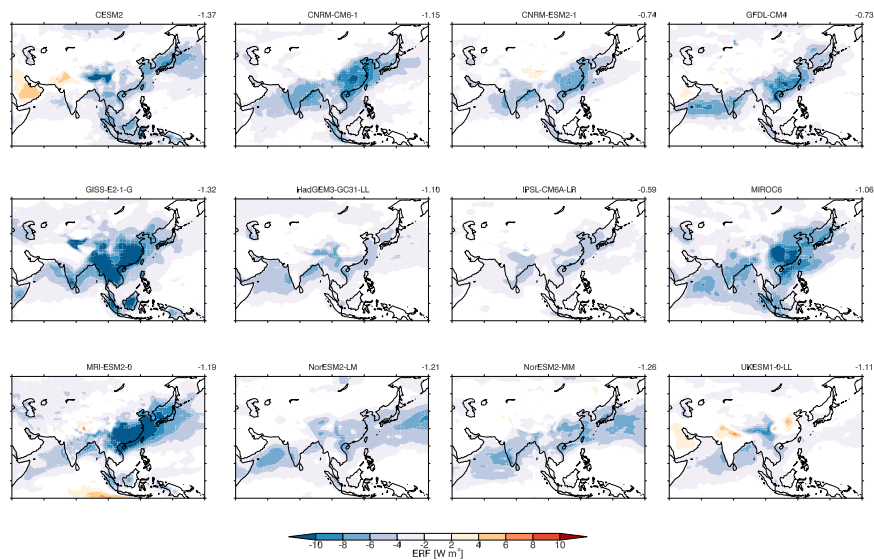 CESM2 -1.37
CNRM-CM6-1 -1.15
CNRM-ESM2-1 -0.74
GFDL-CM4 -0.73
GISS-E2-1-G -1.32
HadGEM3-GC31-LL -1.10
IPSL-CM6A-LR -0.59
MIROC6 -1.06
MRI-ESM2-0 -1.19
NorESM2-LM -1.21
NorESM2-MM -1.26
UKESM1-0-LL -1.11
-10 -8 -6 -4 -2 2 4 6 8 10
ERF [W m⁻²]